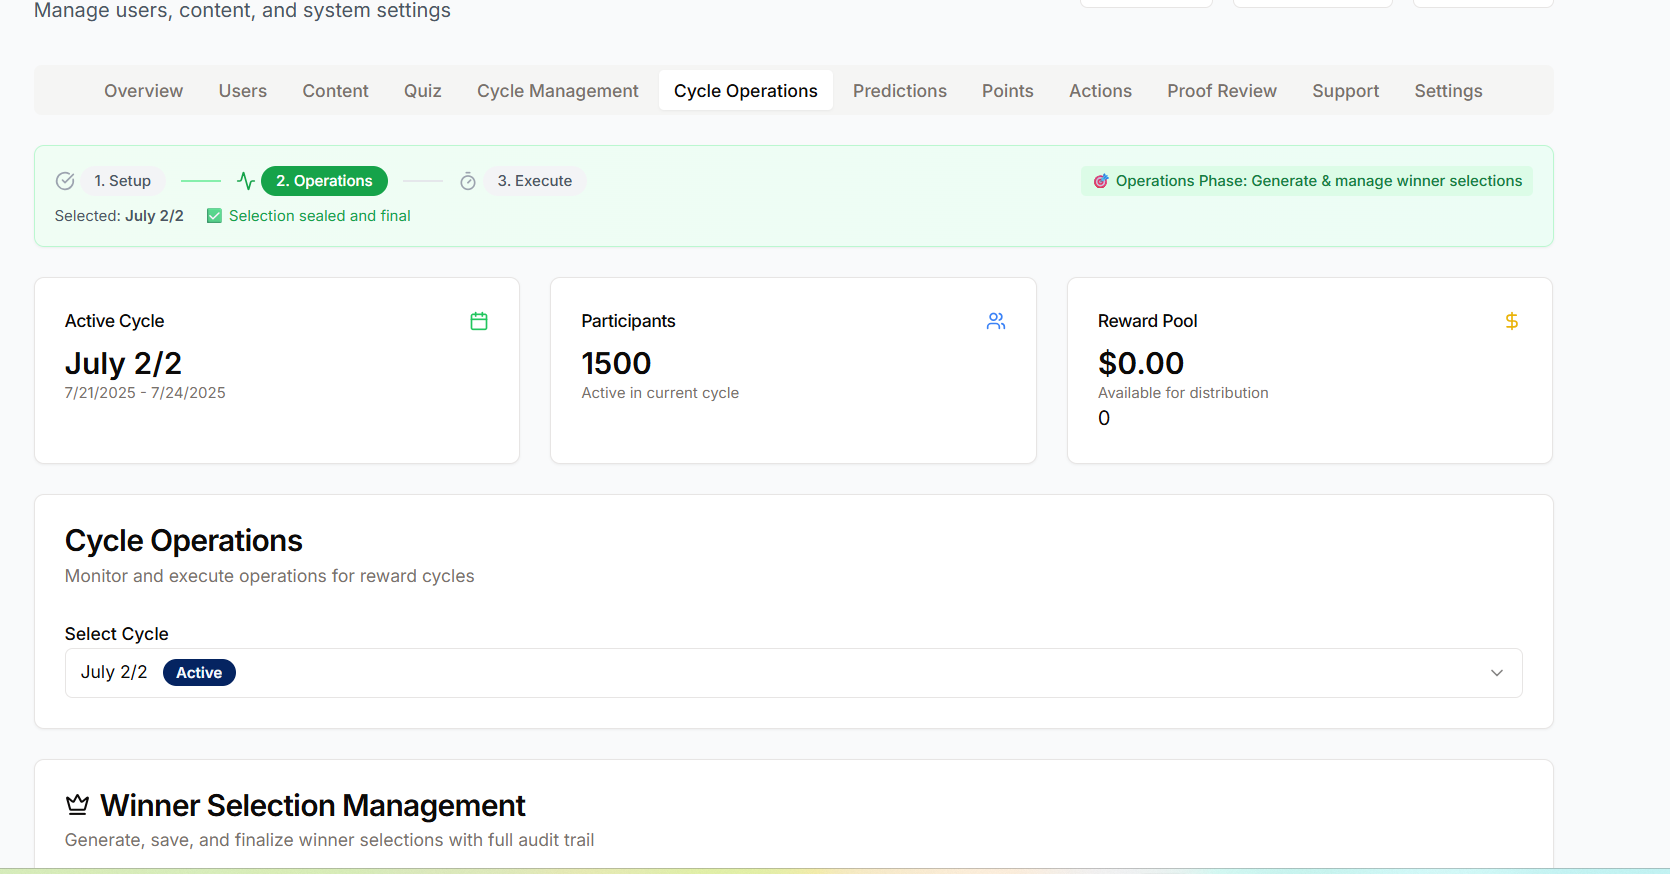 Manage users, content, and system settings
Overview Users Content Quiz Cycle Management Cycle Operations Predictions Points Actions Proof Review Support Settings
1. Setup 2. Operations 3. Execute
Operations Phase: Generate & manage winner selections
Selected: July 2/2 Selection sealed and final
Active Cycle
July 2/2
7/21/2025 - 7/24/2025
Participants
1500
Active in current cycle
Reward Pool
$0.00
Available for distribution
0
Cycle Operations
Monitor and execute operations for reward cycles
Select Cycle
July 2/2 Active
Winner Selection Management
Generate, save, and finalize winner selections with full audit trail